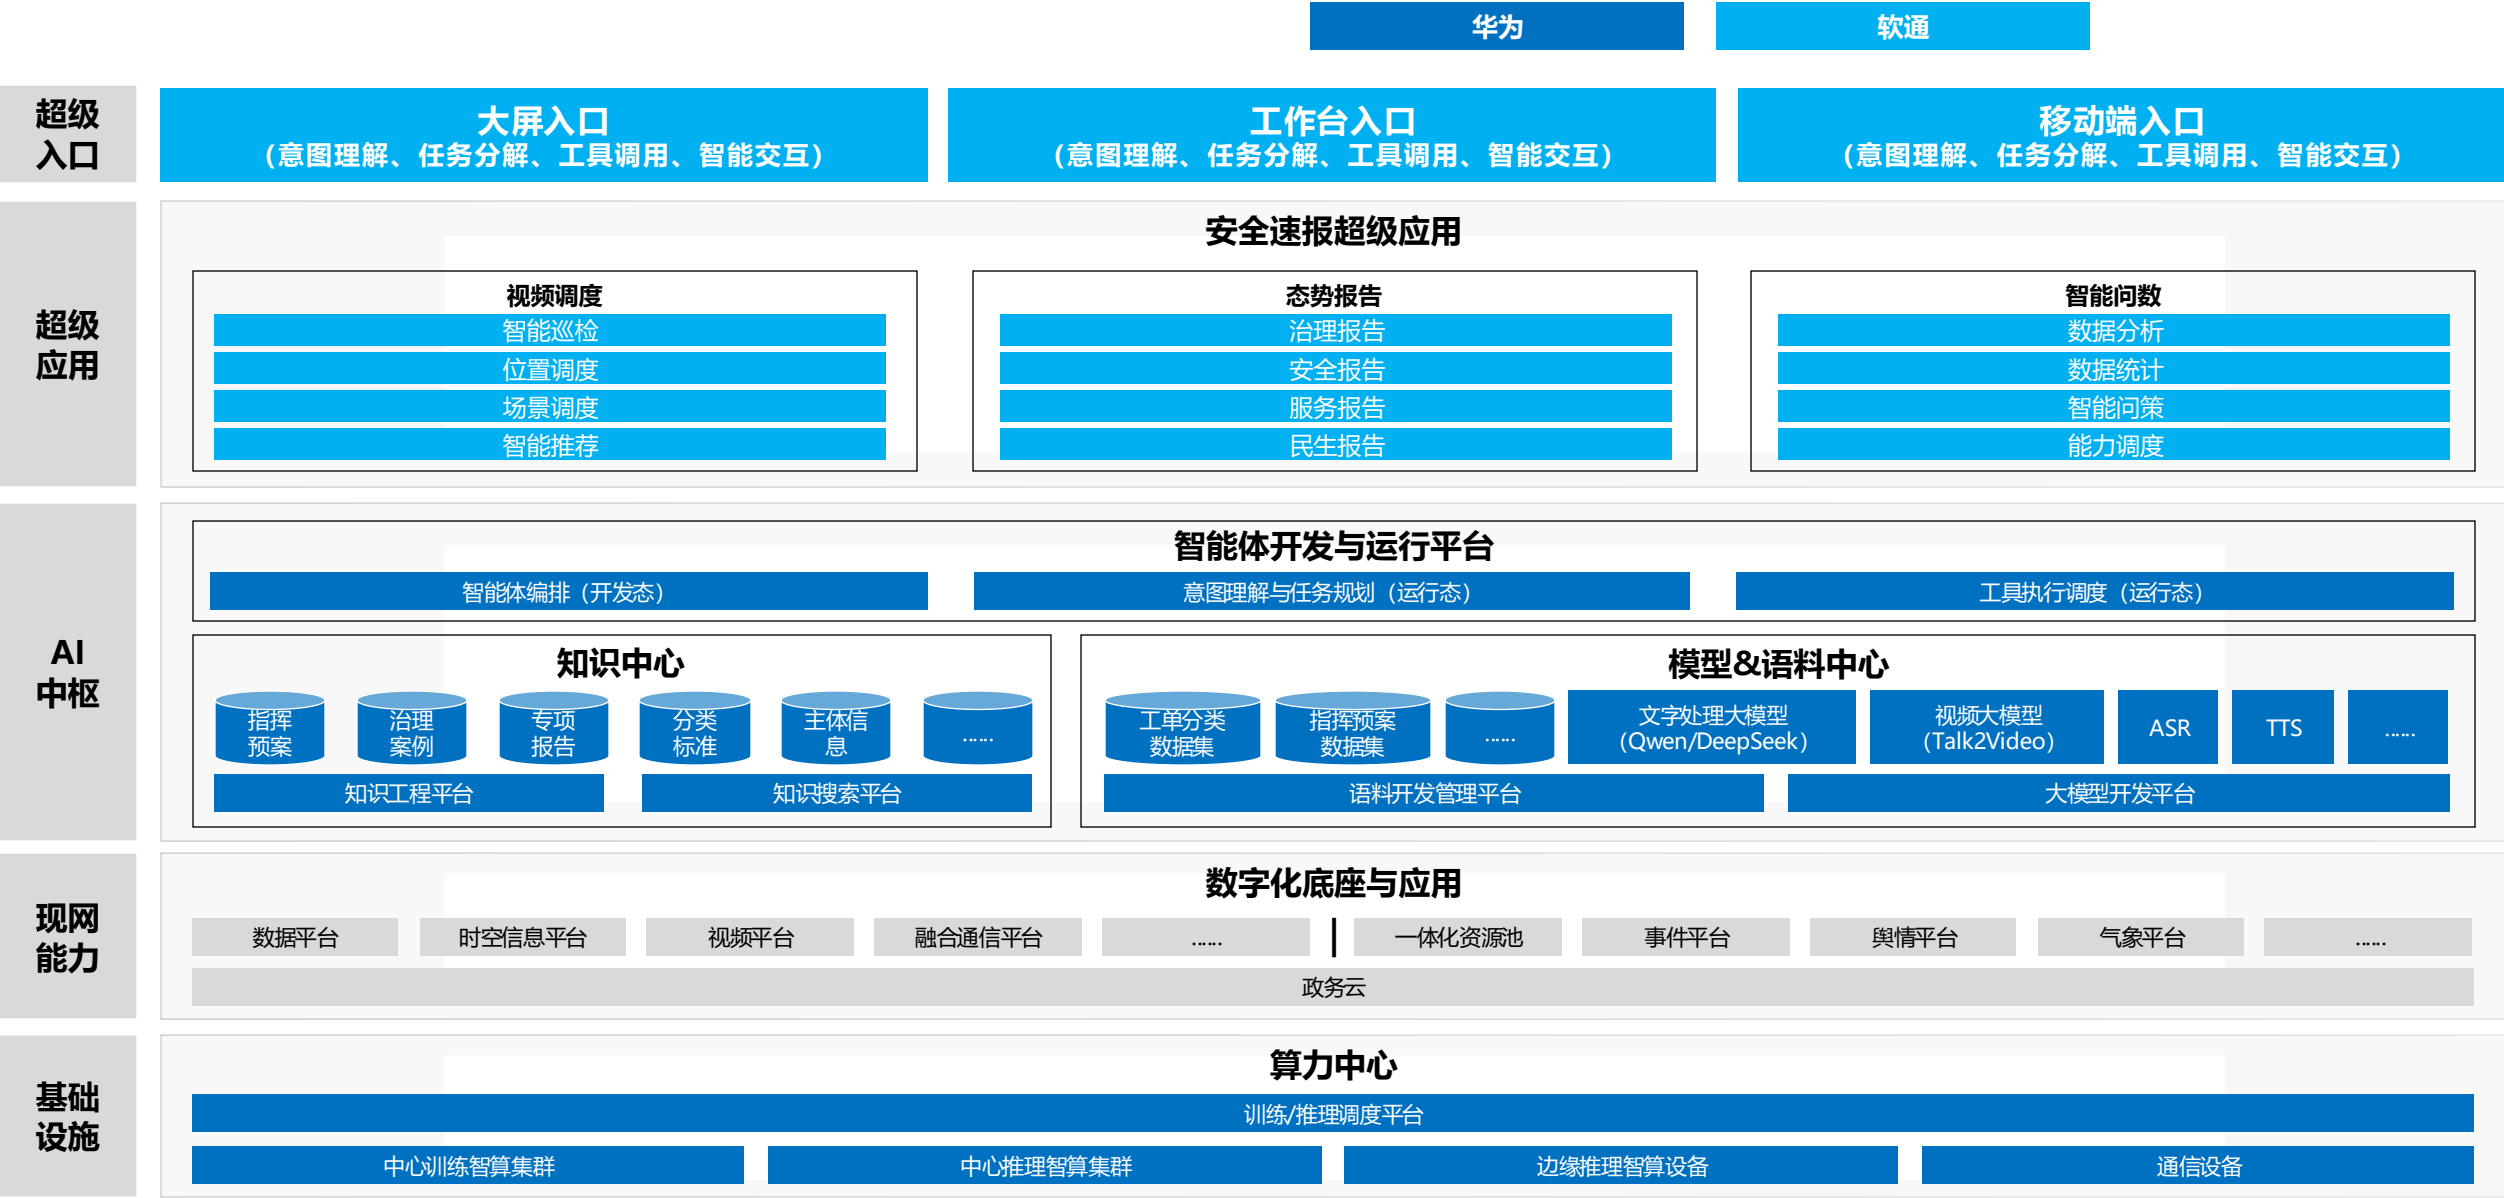 华为
软通
超级
入口
大屏入口
（意图理解、任务分解、工具调用、智能交互）
工作台入口
（意图理解、任务分解、工具调用、智能交互）
移动端入口
（意图理解、任务分解、工具调用、智能交互）
超级
应用
安全速报超级应用
视频调度
智能巡检
位置调度
场景调度
智能推荐
态势报告
治理报告
安全报告
服务报告
民生报告
智能问数
数据分析
数据统计
智能问策
能力调度
AI
中枢
智能体开发与运行平台
智能体编排（开发态）
意图理解与任务规划（运行态）
工具执行调度（运行态）
知识中心
指挥
预案
治理
案例
专项
报告
分类
标准
主体信
息
……
知识工程平台
知识搜索平台
模型&语料中心
工单分类
数据集
指挥预案
数据集
……
文字处理大模型
（Qwen/DeepSeek）
视频大模型
（Talk2Video）
ASR
TTS
……
语料开发管理平台
大模型开发平台
现网
能力
数字化底座与应用
数据平台
时空信息平台
视频平台
融合通信平台
……
一体化资源池
事件平台
舆情平台
气象平台
……
政务云
基础
设施
算力中心
训练/推理调度平台
中心训练智算集群
中心推理智算集群
边缘推理智算设备
通信设备